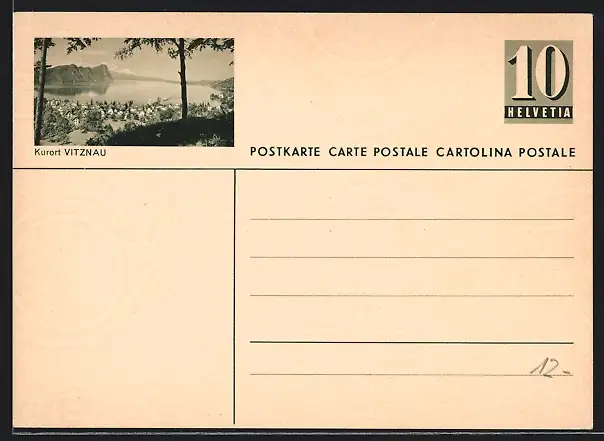 10
HELVETIA
Kurort VITZNAU
POSTKARTE CARTE POSTALE CARTOLINA POSTALE
12.-